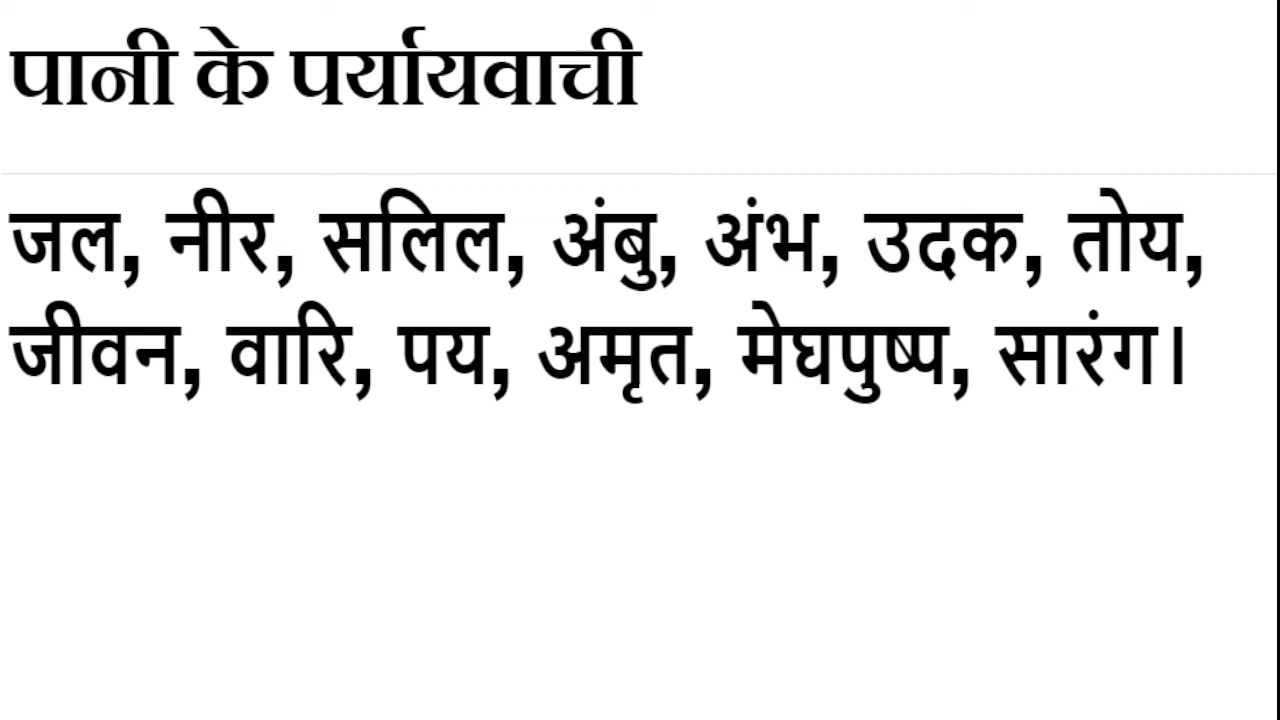 पानी के पर्यायवाची
जल, नीर, सलिल, अंबु, अंभ, उदक, तोय,
जीवन, वारि, पय, अमृत, मेघपुष्प, सारंग।